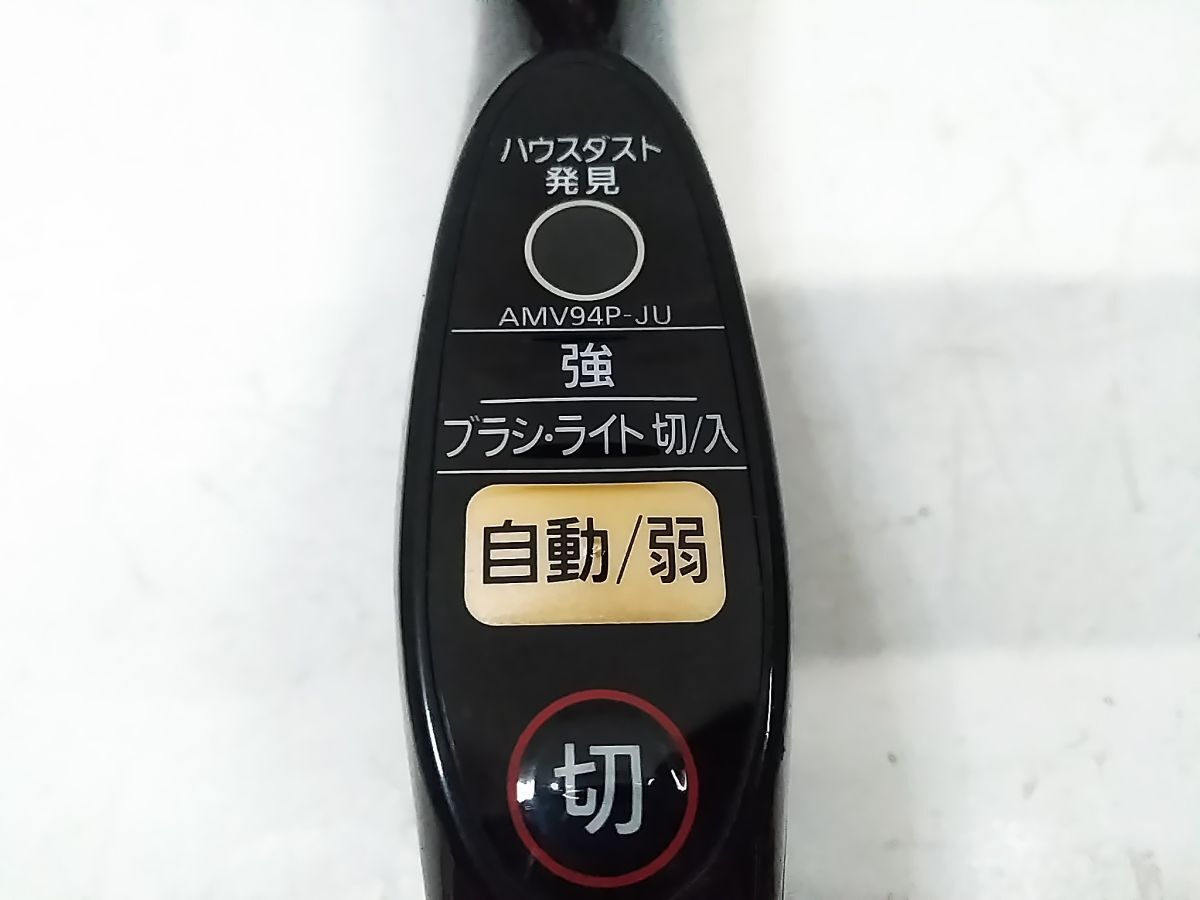 ハウスダスト
発見
AMV94P-JU
強
ブラシ・ライト 切/入
自動/弱
切